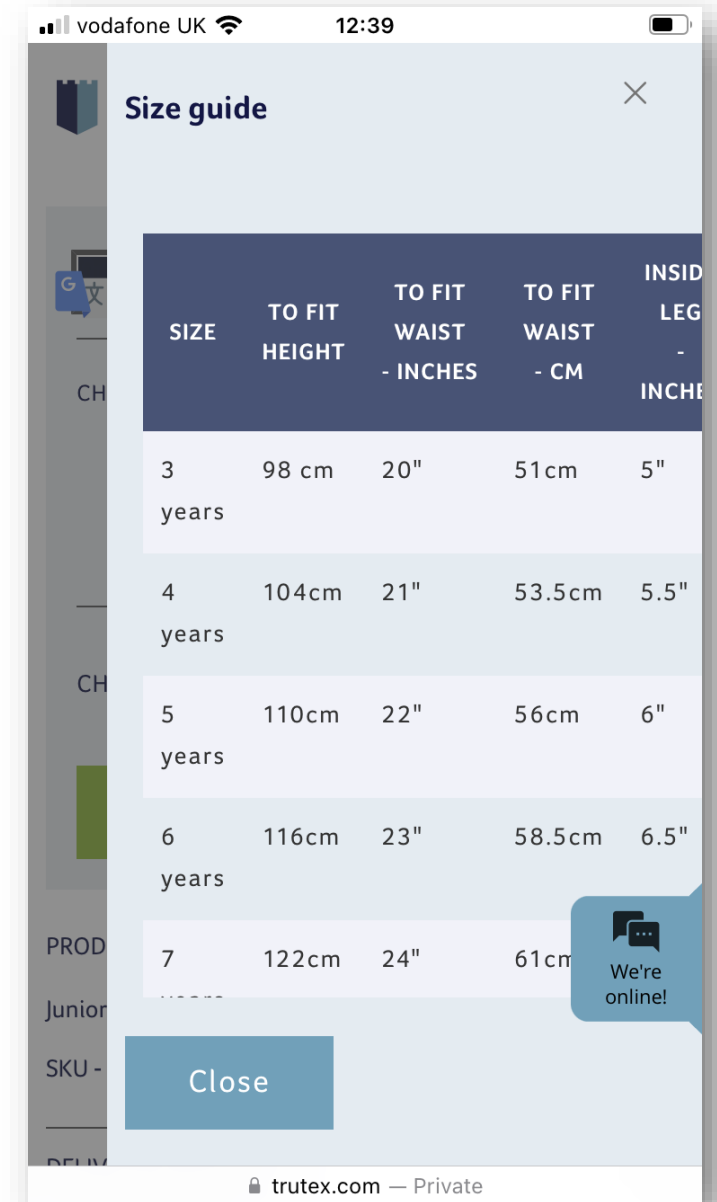 vodafone UK 12:39
Size guide
SIZE
TO FIT
HEIGHT
TO FIT
WAIST
- INCHES
TO FIT
WAIST
- CM
INSID
LEG
-
INCHE
3
years
98 cm 20" 51cm 5"
4
years
104cm 21" 53.5cm 5.5"
5
years
110cm 22" 56cm 6"
6
years
116cm 23" 58.5cm 6.5"
7
122cm 24" 61cm
We're
online!
Close
G 文
CH
CH
PROD
Junior
SKU -
trutex.com — Private